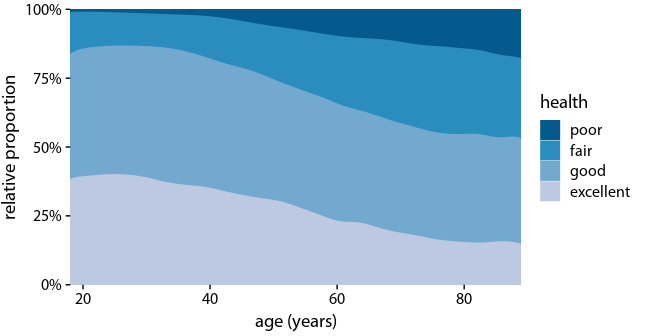 100%
75%
50%
25%
0%
relative proportion
20
40
60
80
age (years)
health
poor
fair
good
excellent